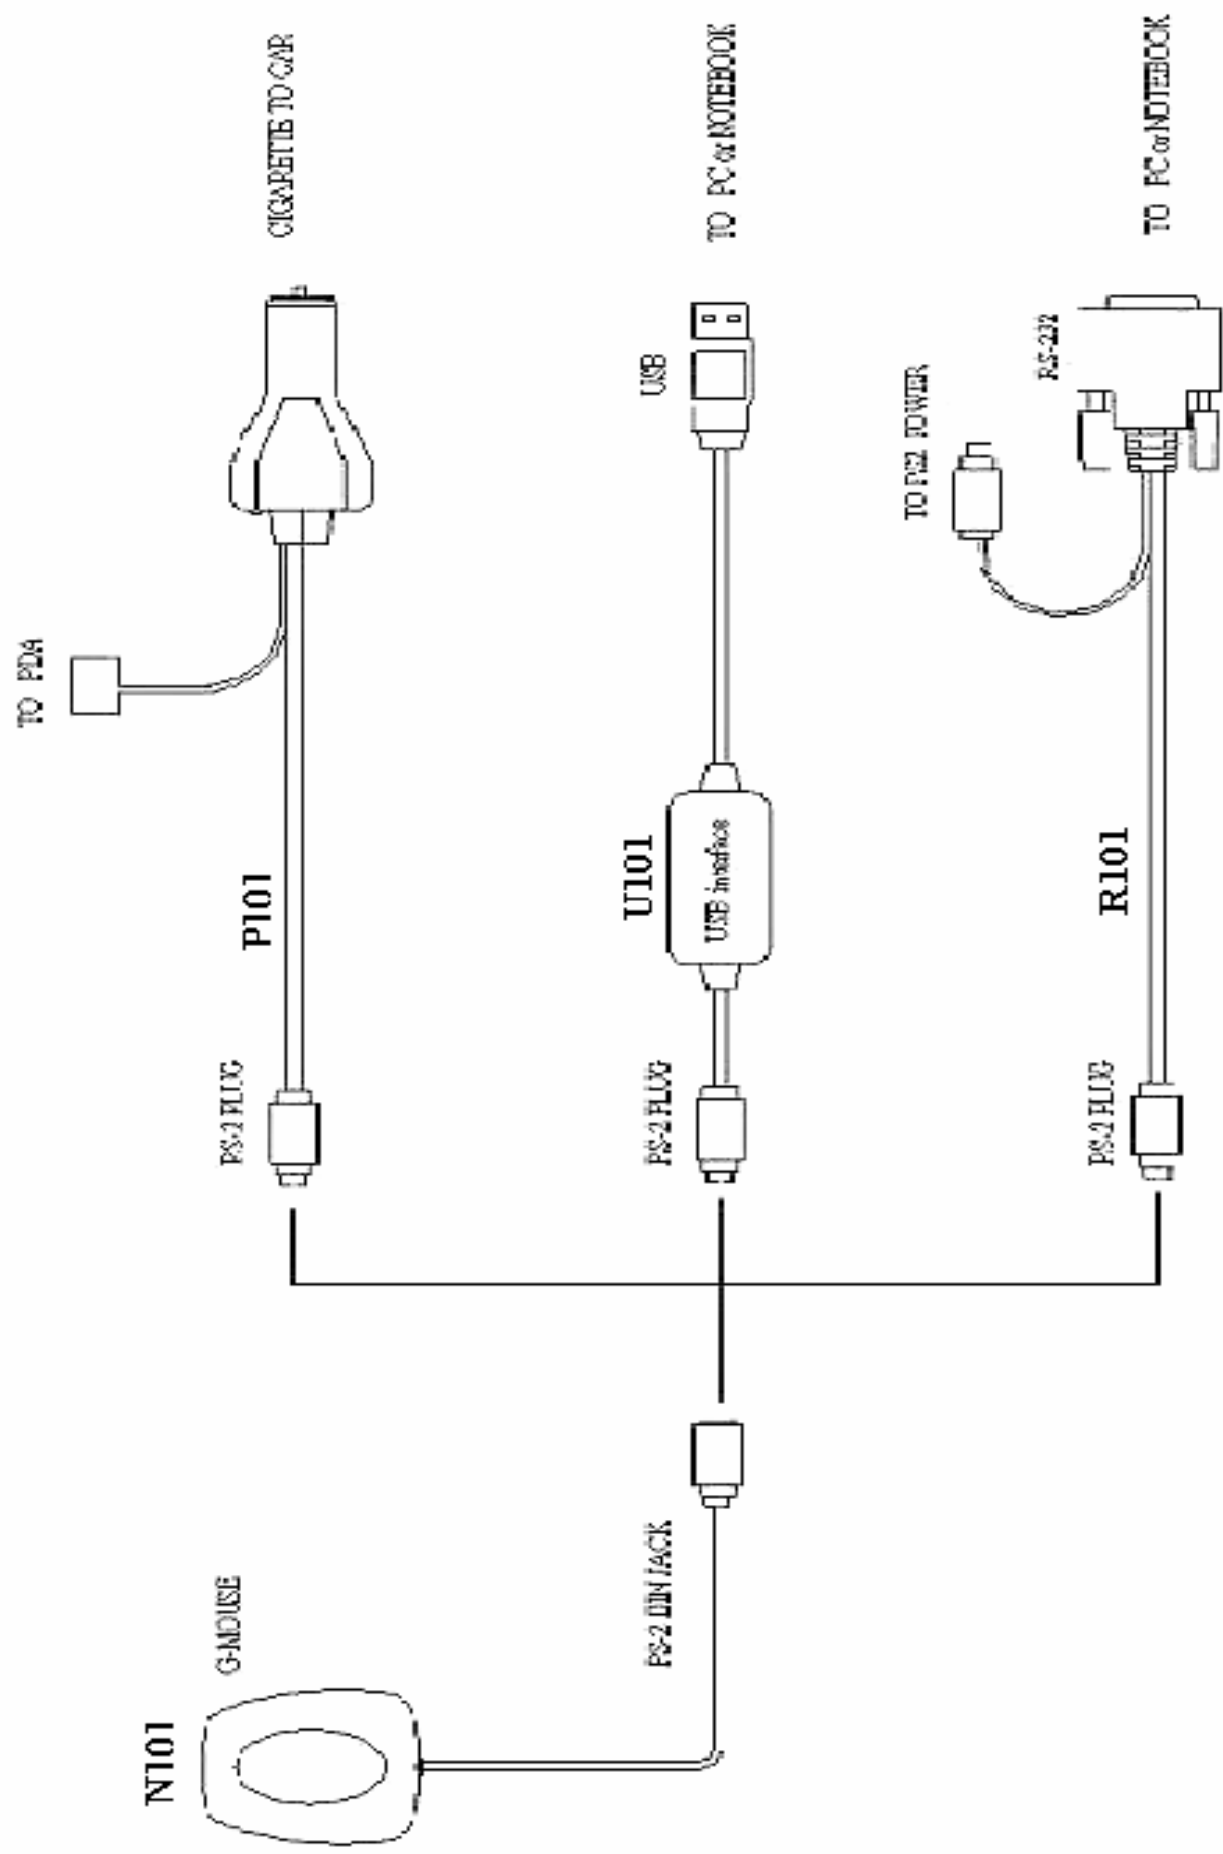 N101
G-MOUSE
PS-2 DIN JACK
PS-2 PLUG
P101
TO PDA
CIGARETTE TO CAR
PS-2 PLUG
U101
USB interface
USB
TO PC or NOTEBOOK
PS-2 PLUG
R101
TO PS2 POWER
RS-232
TO PC or NOTEBOOK